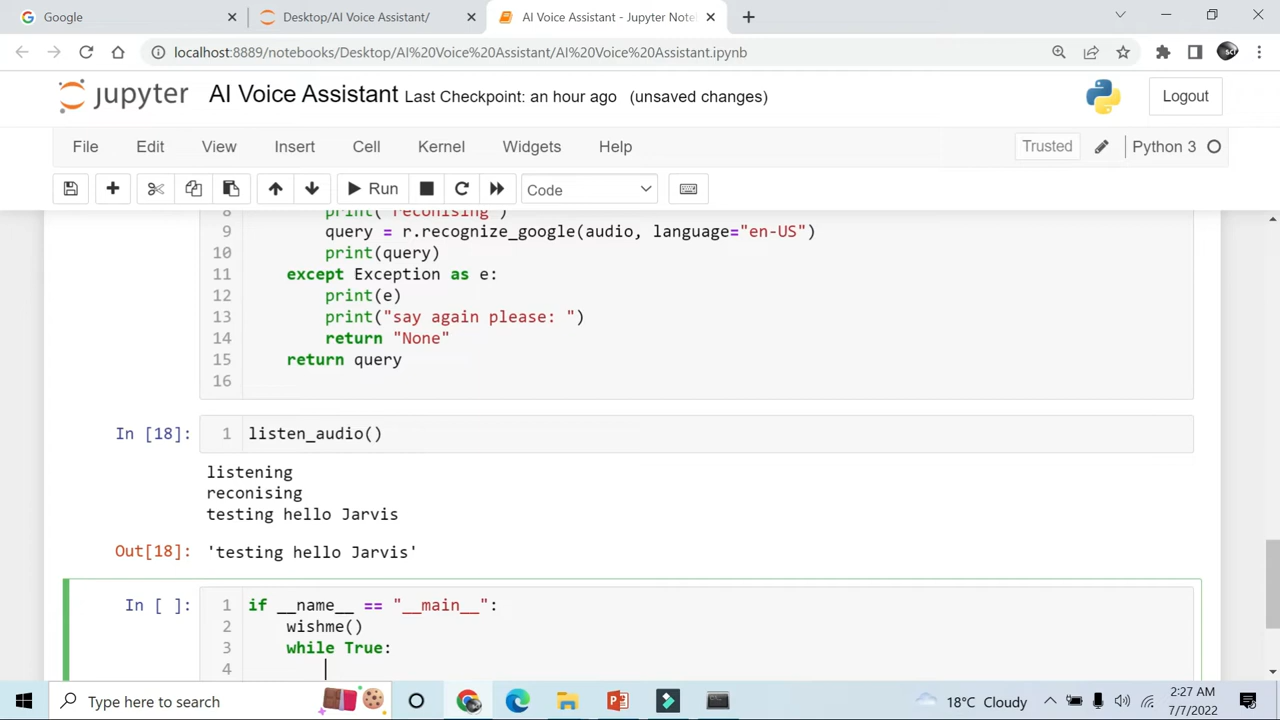 Google
Desktop/AI Voice Assistant/
AI Voice Assistant - Jupyter Note
localhost:8889/notebooks/Desktop/AI%20Voice%20Assistant/AI%20Voice%20Assistant.ipynb
jupyter AI Voice Assistant Last Checkpoint: an hour ago (unsaved changes)
Logout
File Edit View Insert Cell Kernel Widgets Help
Trusted Python 3
Run Code
8 print("reconising")
9 query = r.recognize_google(audio, language="en-US")
10 print(query)
11 except Exception as e:
12 print(e)
13 print("say again please: ")
14 return "None"
15 return query
16
In [18]: 1 listen_audio()
listening
reconising
testing hello Jarvis
Out[18]: 'testing hello Jarvis'
In [ ]: 1 if __name__ == "__main__":
2 wishme()
3 while True:
4
Type here to search
18°C Cloudy
2:27 AM
7/7/2022